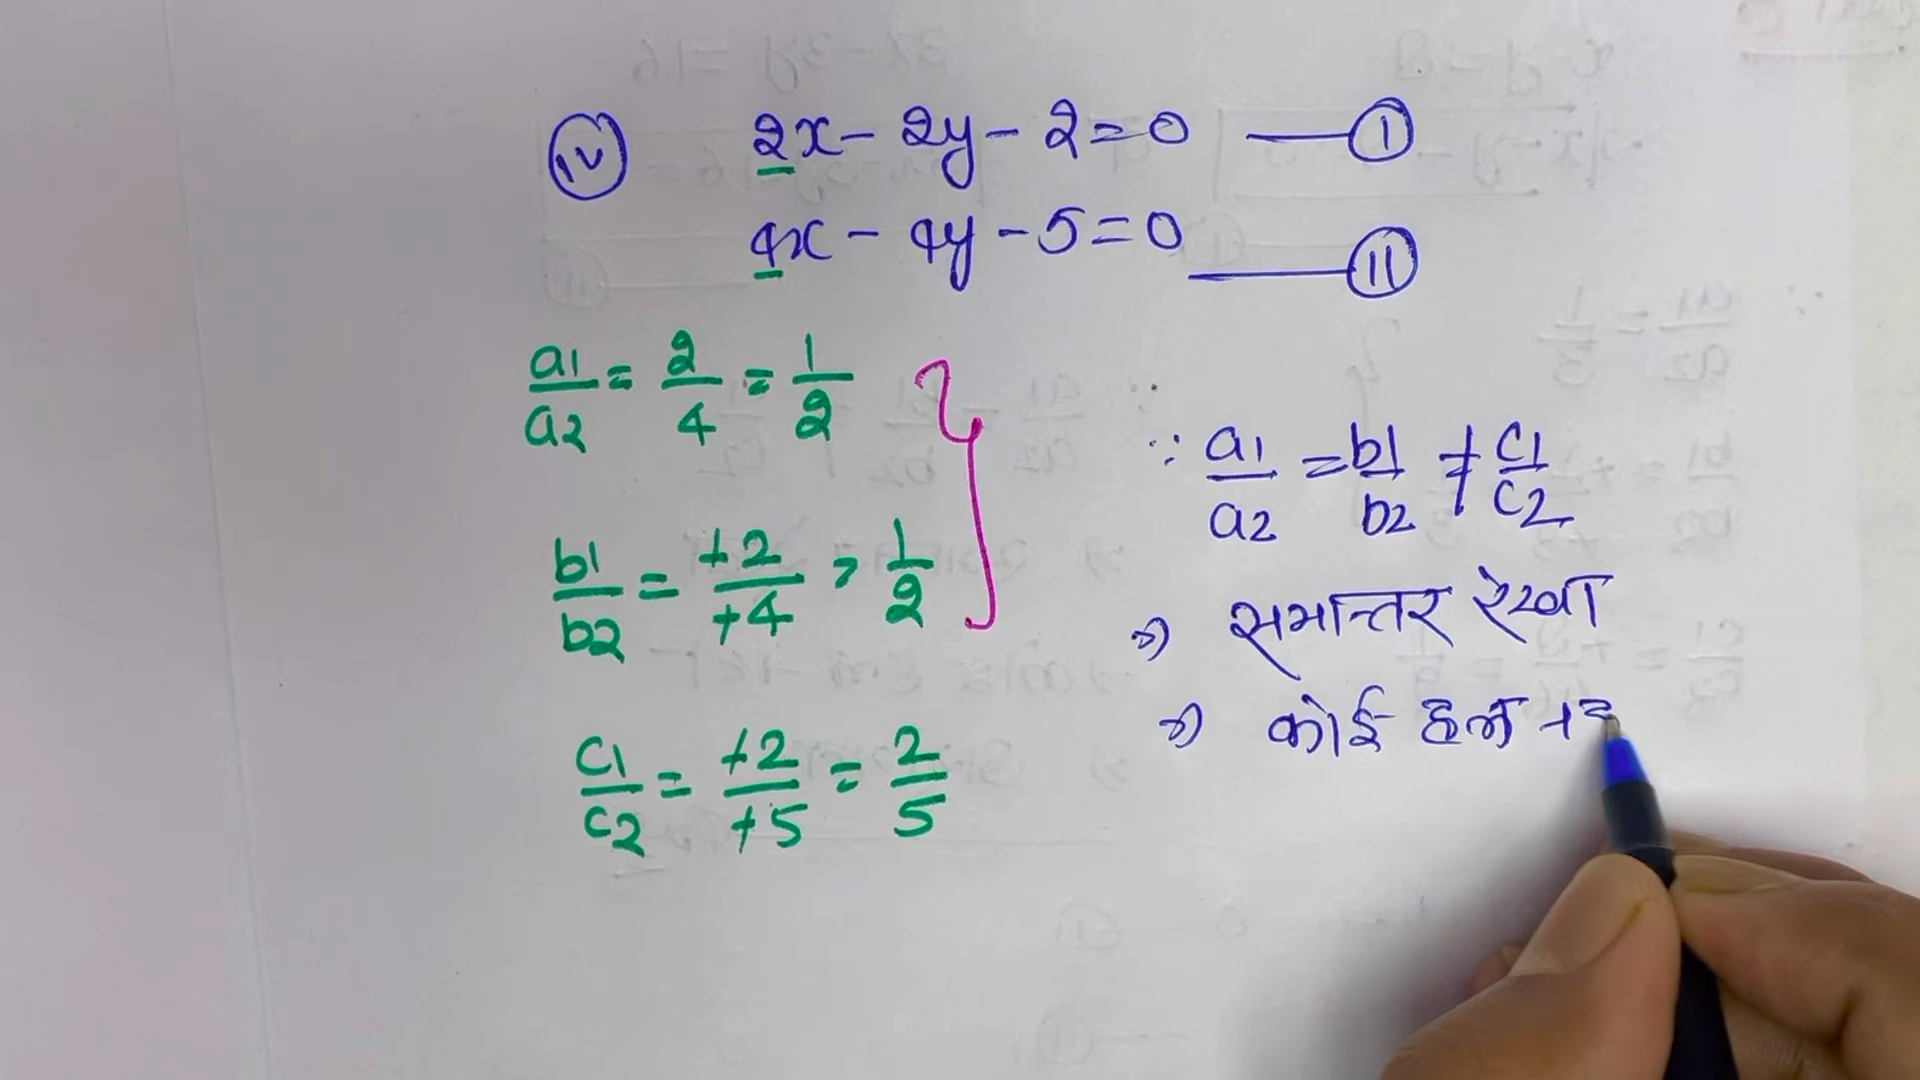 (iv) 2x - 2y - 2 = 0 —— (I)
4x - 4y - 5 = 0 —— (II)
a1/a2 = 2/4 = 1/2
b1/b2 = +2/+4 = 1/2
c1/c2 = +2/+5 = 2/5
∵ a1/a2 = b1/b2 ≠ c1/c2
⇒ समान्तर रेखा
⇒ कोई हल